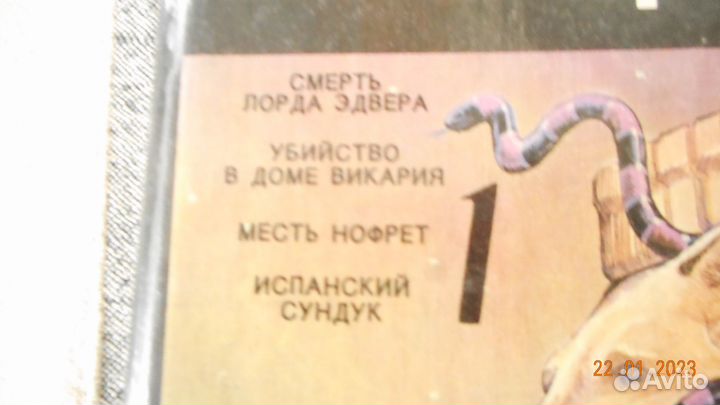 СМЕРТЬ
ЛОРДА ЭДВЕРА
УБИЙСТВО
В ДОМЕ ВИКАРИЯ
МЕСТЬ НОФРЕТ
ИСПАНСКИЙ
СУНДУК
1
22 01 2023
Avito